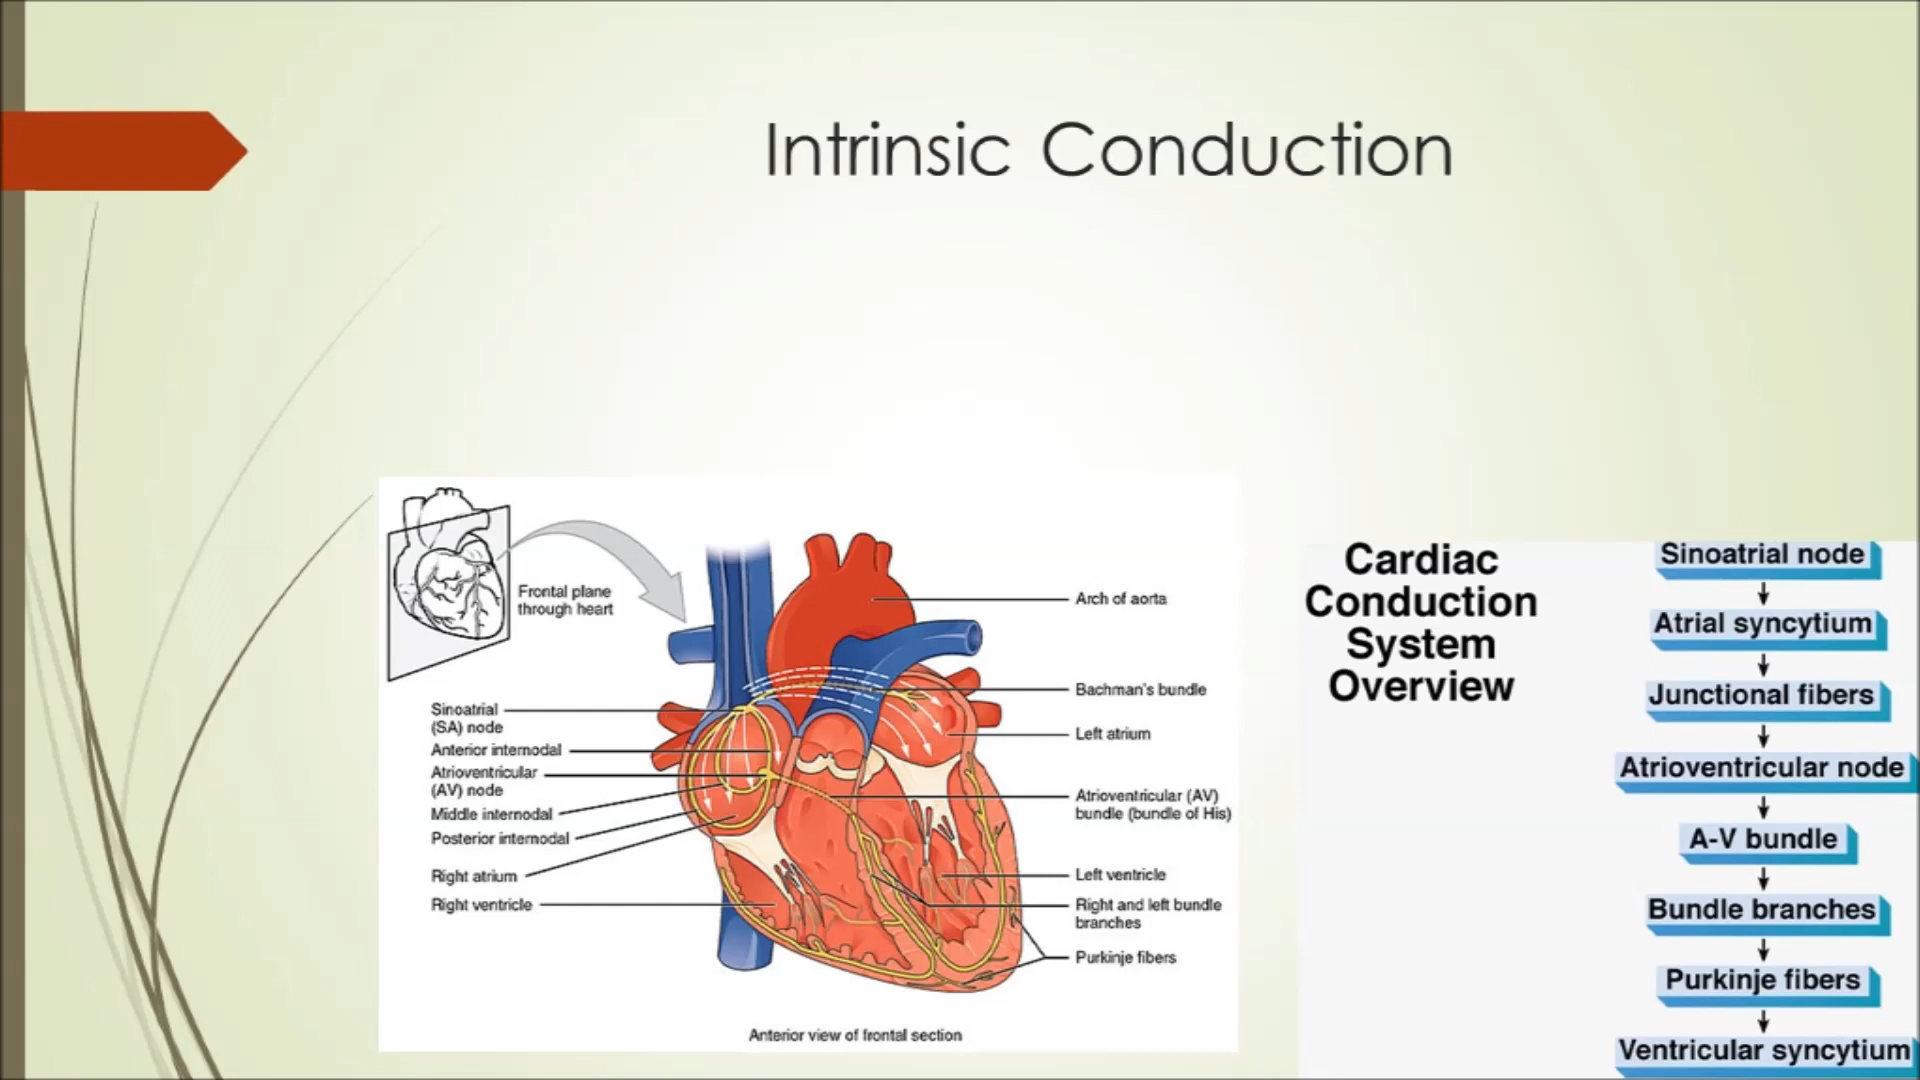 Intrinsic Conduction
Frontal plane
through heart
Sinoatrial
(SA) node
Anterior internodal
Atrioventricular
(AV) node
Middle internodal
Posterior internodal
Right atrium
Right ventricle
Arch of aorta
Bachman's bundle
Left atrium
Atrioventricular (AV)
bundle (bundle of His)
Left ventricle
Right and left bundle
branches
Purkinje fibers
Anterior view of frontal section
Cardiac
Conduction
System
Overview
Sinoatrial node
Atrial syncytium
Junctional fibers
Atrioventricular node
A-V bundle
Bundle branches
Purkinje fibers
Ventricular syncytium